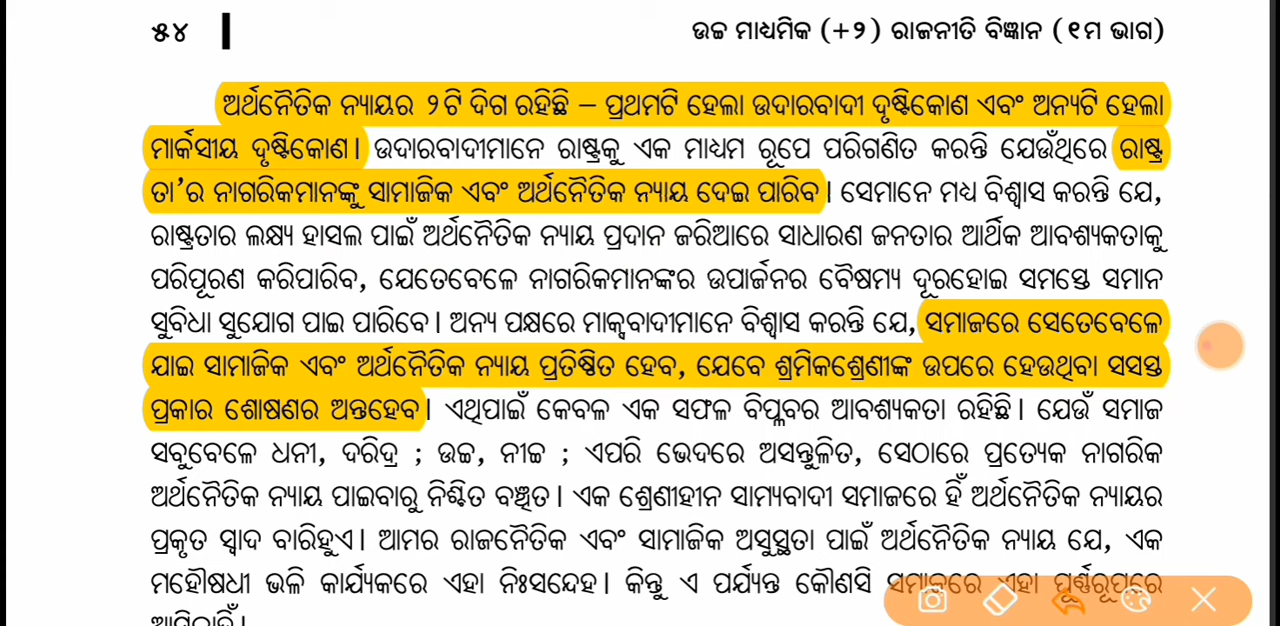 ୫୪
ଉଚ୍ଚ ମାଧ୍ୟମିକ (+୨) ରାଜନୀତି ବିଜ୍ଞାନ (୧ମ ଭାଗ)
ଅର୍ଥନୈତିକ ନ୍ୟାୟର ୨ଟି ଦିଗ ରହିଛି – ପ୍ରଥମଟି ହେଲା ଉଦାରବାଦୀ ଦୃଷ୍ଟିକୋଣ ଏବଂ ଅନ୍ୟଟି ହେଲା
ମାର୍କସୀୟ ଦୃଷ୍ଟିକୋଣ। ଉଦାରବାଦୀମାନେ ରାଷ୍ଟ୍ରକୁ ଏକ ମାଧ୍ୟମ ରୂପେ ପରିଗଣିତ କରନ୍ତି ଯେଉଁଥିରେ ରାଷ୍ଟ୍ର
ତା'ର ନାଗରିକମାନଙ୍କୁ ସାମାଜିକ ଏବଂ ଅର୍ଥନୈତିକ ନ୍ୟାୟ ଦେଇ ପାରିବ। ସେମାନେ ମଧ୍ୟ ବିଶ୍ୱାସ କରନ୍ତି ଯେ,
ରାଷ୍ଟ୍ରତାର ଲକ୍ଷ୍ୟ ହାସଲ ପାଇଁ ଅର୍ଥନୈତିକ ନ୍ୟାୟ ପ୍ରଦାନ ଜରିଆରେ ସାଧାରଣ ଜନତାର ଆର୍ଥିକ ଆବଶ୍ୟକତାକୁ
ପରିପୂରଣ କରିପାରିବ, ଯେତେବେଳେ ନାଗରିକମାନଙ୍କର ଉପାର୍ଜନର ବୈଷମ୍ୟ ଦୂରହୋଇ ସମସ୍ତେ ସମାନ
ସୁବିଧା ସୁଯୋଗ ପାଇ ପାରିବେ। ଅନ୍ୟ ପକ୍ଷରେ ମାକ୍ସବାଦୀମାନେ ବିଶ୍ୱାସ କରନ୍ତି ଯେ, ସମାଜରେ ସେତେବେଳେ
ଯାଇ ସାମାଜିକ ଏବଂ ଅର୍ଥନୈତିକ ନ୍ୟାୟ ପ୍ରତିଷ୍ଠିତ ହେବ, ଯେବେ ଶ୍ରମିକଶ୍ରେଣୀଙ୍କ ଉପରେ ହେଉଥିବା ସସସ୍ତ
ପ୍ରକାର ଶୋଷଣର ଅନ୍ତହେବ। ଏଥିପାଇଁ କେବଳ ଏକ ସଫଳ ବିପ୍ଳବର ଆବଶ୍ୟକତା ରହିଛି। ଯେଉଁ ସମାଜ
ସବୁବେଳେ ଧନୀ, ଦରିଦ୍ର ; ଉଚ୍ଚ, ନୀଚ୍ଚ ; ଏପରି ଭେଦରେ ଅସନ୍ତୁଳିତ, ସେଠାରେ ପ୍ରତ୍ୟେକ ନାଗରିକ
ଅର୍ଥନୈତିକ ନ୍ୟାୟ ପାଇବାରୁ ନିଶ୍ଚିତ ବଞ୍ଚିତ। ଏକ ଶ୍ରେଣୀହୀନ ସାମ୍ୟବାଦୀ ସମାଜରେ ହିଁ ଅର୍ଥନୈତିକ ନ୍ୟାୟର
ପ୍ରକୃତ ସ୍ୱାଦ ବାରିହୁଏ। ଆମର ରାଜନୈତିକ ଏବଂ ସାମାଜିକ ଅସୁସ୍ଥତା ପାଇଁ ଅର୍ଥନୈତିକ ନ୍ୟାୟ ଯେ, ଏକ
ମହୌଷଧୀ ଭଳି କାର୍ଯ୍ୟକରେ ଏହା ନିଃସନ୍ଦେହ। କିନ୍ତୁ ଏ ପର୍ଯ୍ୟନ୍ତ କୌଣସି ସମାଜରେ ଏହା ପୂର୍ଣ୍ଣରୂପରେ